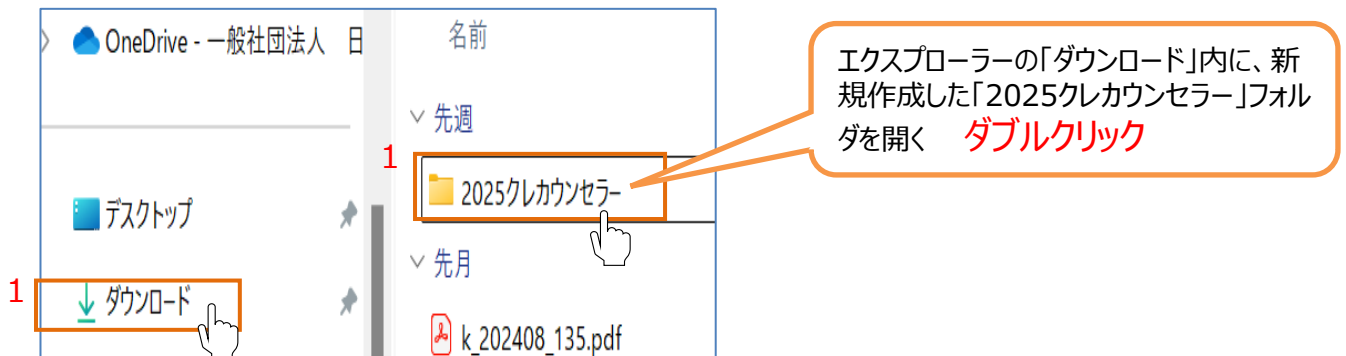 OneDrive - 一般社団法人 日
デスクトップ
1
ダウンロード
名前
先週
1
2025クレカウンセラー
先月
k_202408_135.pdf
エクスプローラーの「ダウンロード」内に、新
規作成した「2025クレカウンセラー」フォル
ダを開く ダブルクリック